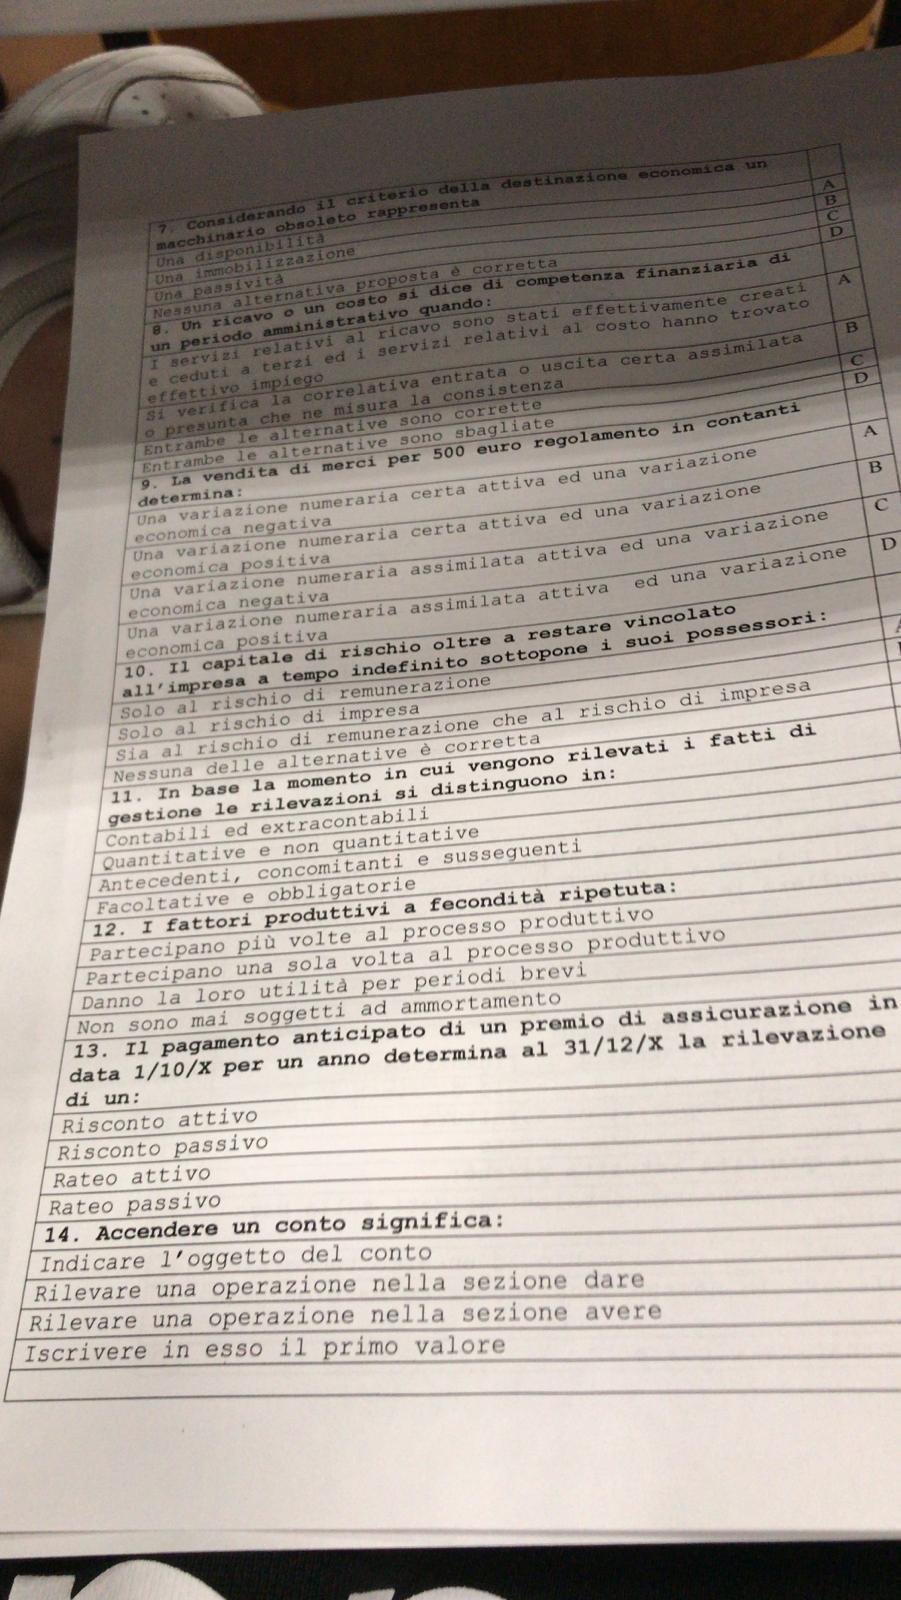 7. Considerando il criterio della destinazione economica un
macchinario obsoleto rappresenta
Una disponibilità A
Una immobilizzazione B
Una passività C
Nessuna alternativa proposta è corretta D
8. Un ricavo o un costo si dice di competenza finanziaria di
un periodo amministrativo quando:
I servizi relativi al ricavo sono stati effettivamente creati A
e ceduti a terzi ed i servizi relativi al costo hanno trovato
effettivo impiego
Si verifica la correlativa entrata o uscita certa assimilata B
o presunta che ne misura la consistenza
Entrambe le alternative sono corrette C
Entrambe le alternative sono sbagliate D
9. La vendita di merci per 500 euro regolamento in contanti
determina:
Una variazione numeraria certa attiva ed una variazione A
economica negativa
Una variazione numeraria certa attiva ed una variazione B
economica positiva
Una variazione numeraria assimilata attiva ed una variazione C
economica negativa
Una variazione numeraria assimilata attiva ed una variazione D
economica positiva
10. Il capitale di rischio oltre a restare vincolato
all'impresa a tempo indefinito sottopone i suoi possessori:
Solo al rischio di remunerazione
Solo al rischio di impresa
Sia al rischio di remunerazione che al rischio di impresa
Nessuna delle alternative è corretta
11. In base la momento in cui vengono rilevati i fatti di
gestione le rilevazioni si distinguono in:
Contabili ed extracontabili
Quantitative e non quantitative
Antecedenti, concomitanti e susseguenti
Facoltative e obbligatorie
12. I fattori produttivi a fecondità ripetuta:
Partecipano più volte al processo produttivo
Partecipano una sola volta al processo produttivo
Danno la loro utilità per periodi brevi
Non sono mai soggetti ad ammortamento
13. Il pagamento anticipato di un premio di assicurazione in
data 1/10/X per un anno determina al 31/12/X la rilevazione
di un:
Risconto attivo
Risconto passivo
Rateo attivo
Rateo passivo
14. Accendere un conto significa:
Indicare l'oggetto del conto
Rilevare una operazione nella sezione dare
Rilevare una operazione nella sezione avere
Iscrivere in esso il primo valore